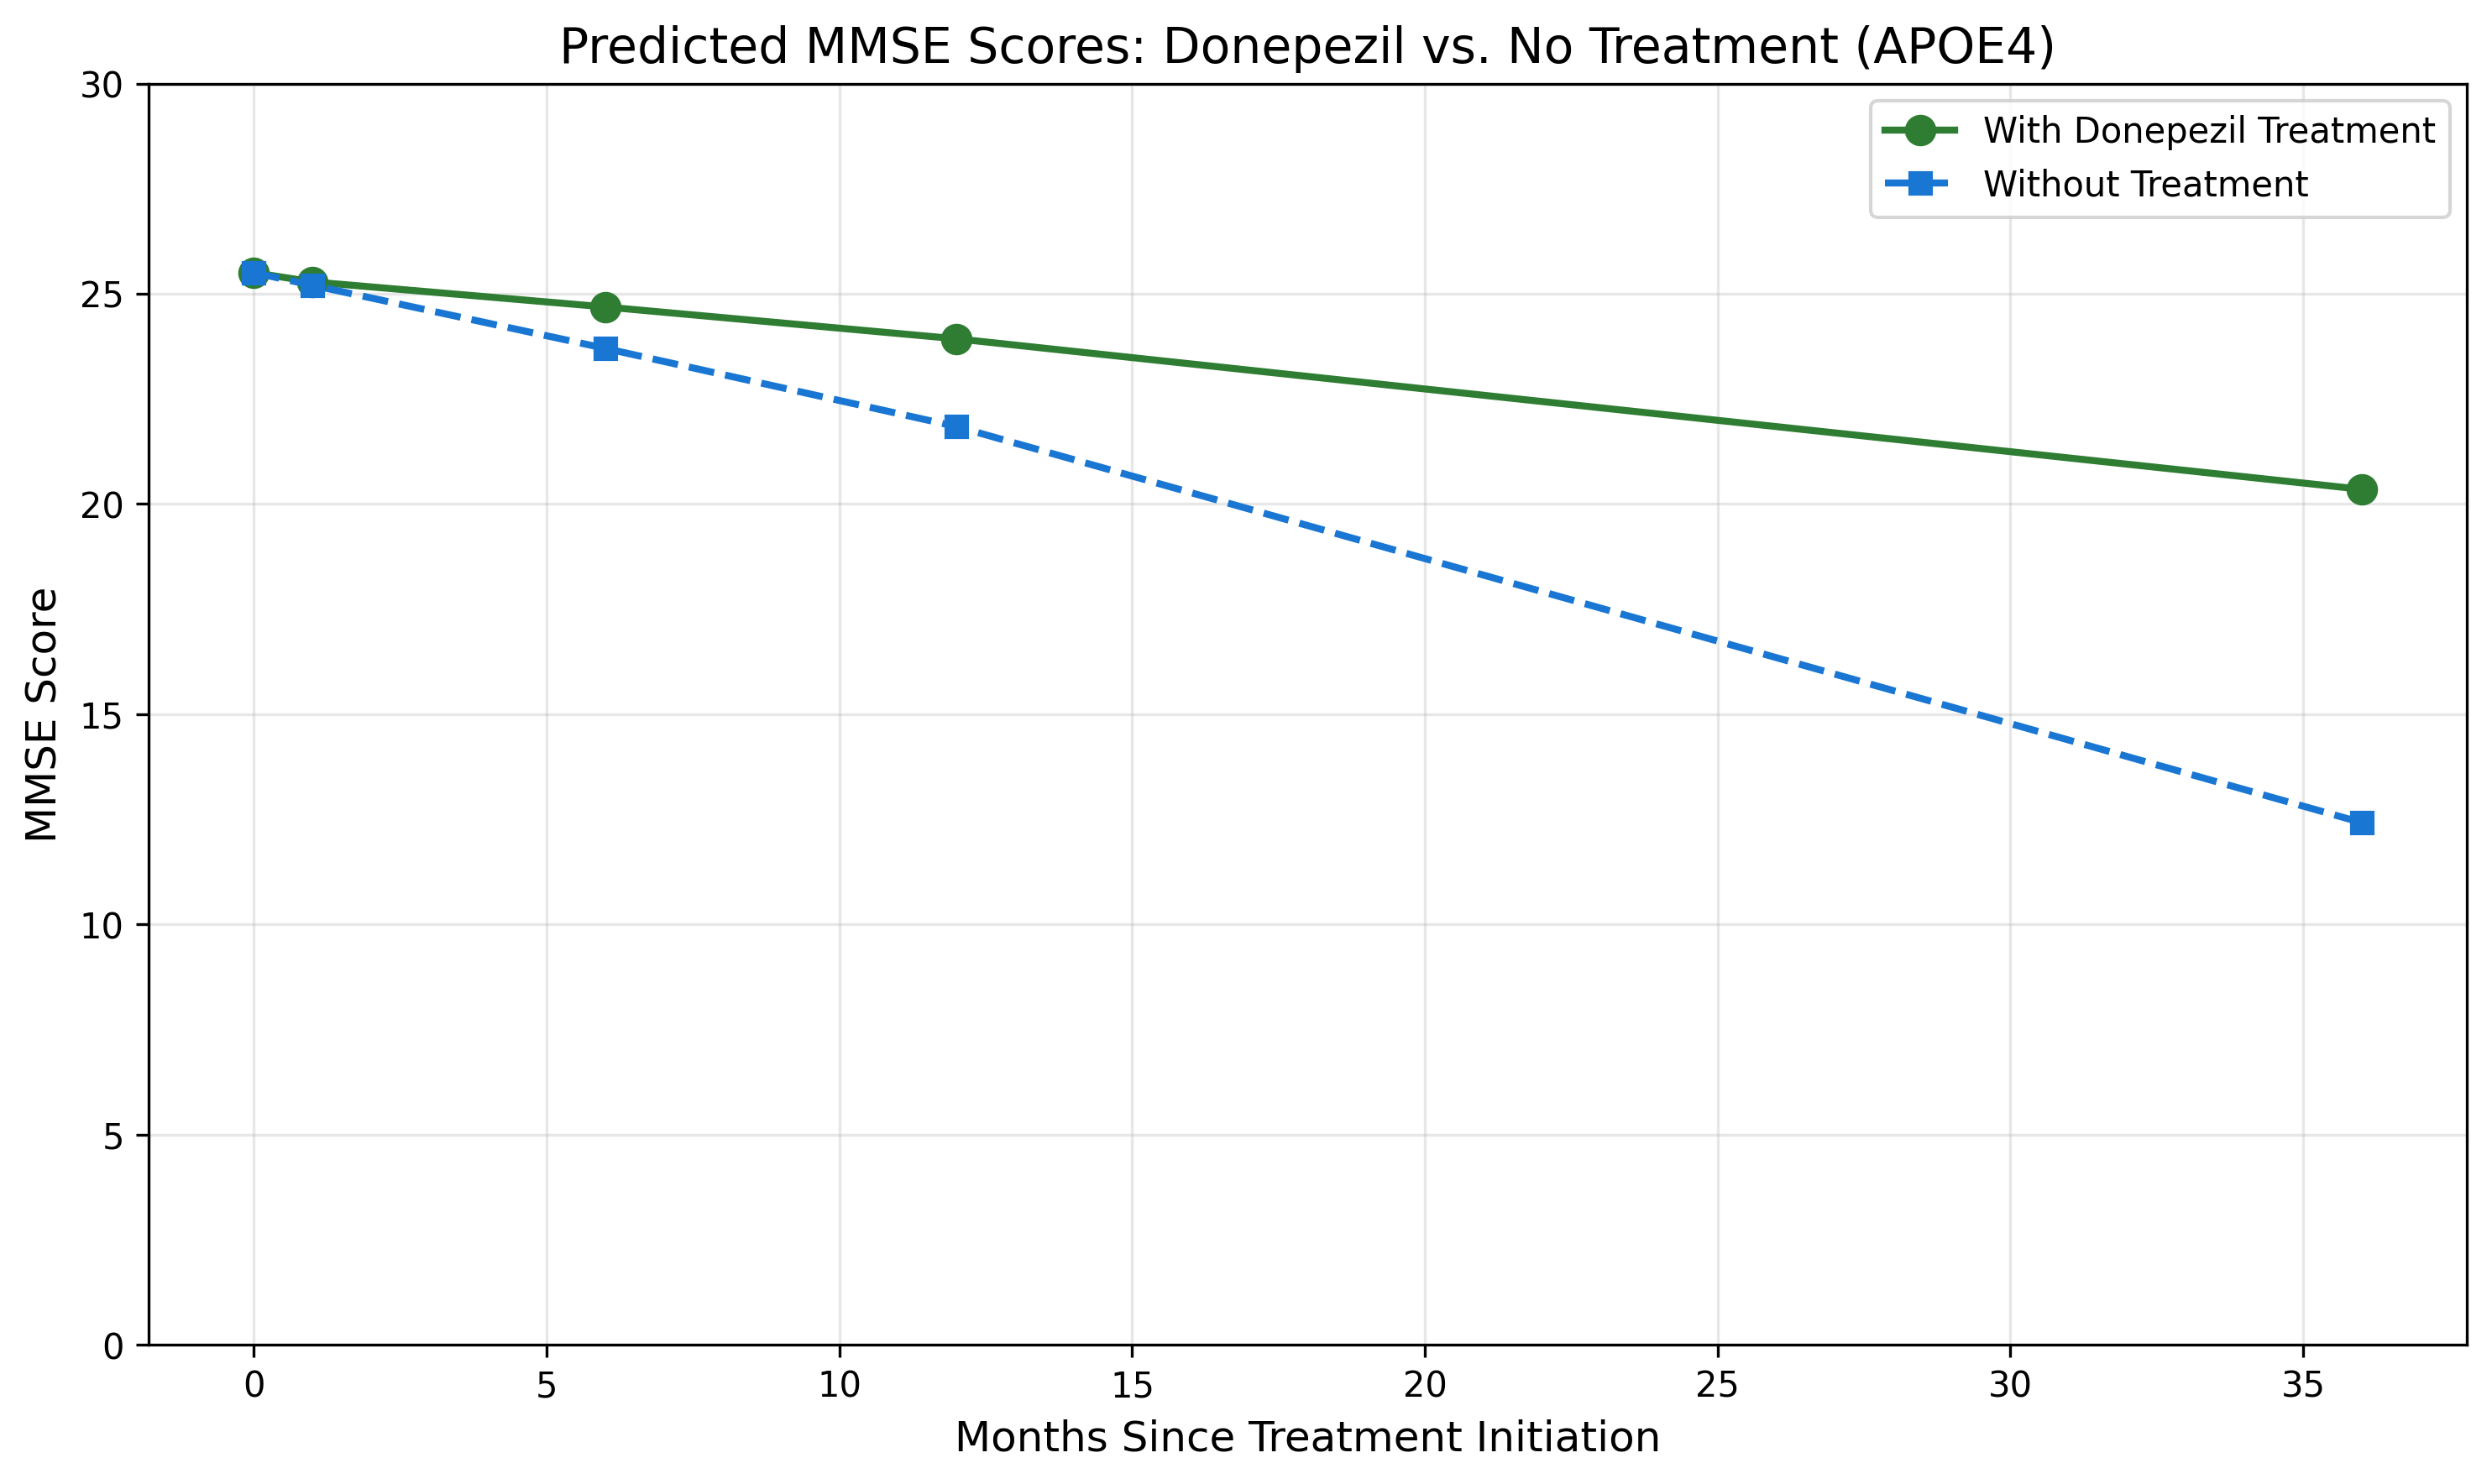 Predicted MMSE Scores: Donepezil vs. No Treatment (APOE4)
With Donepezil Treatment
Without Treatment
MMSE Score
30
25
20
15
10
5
0
0 5 10 15 20 25 30 35
Months Since Treatment Initiation